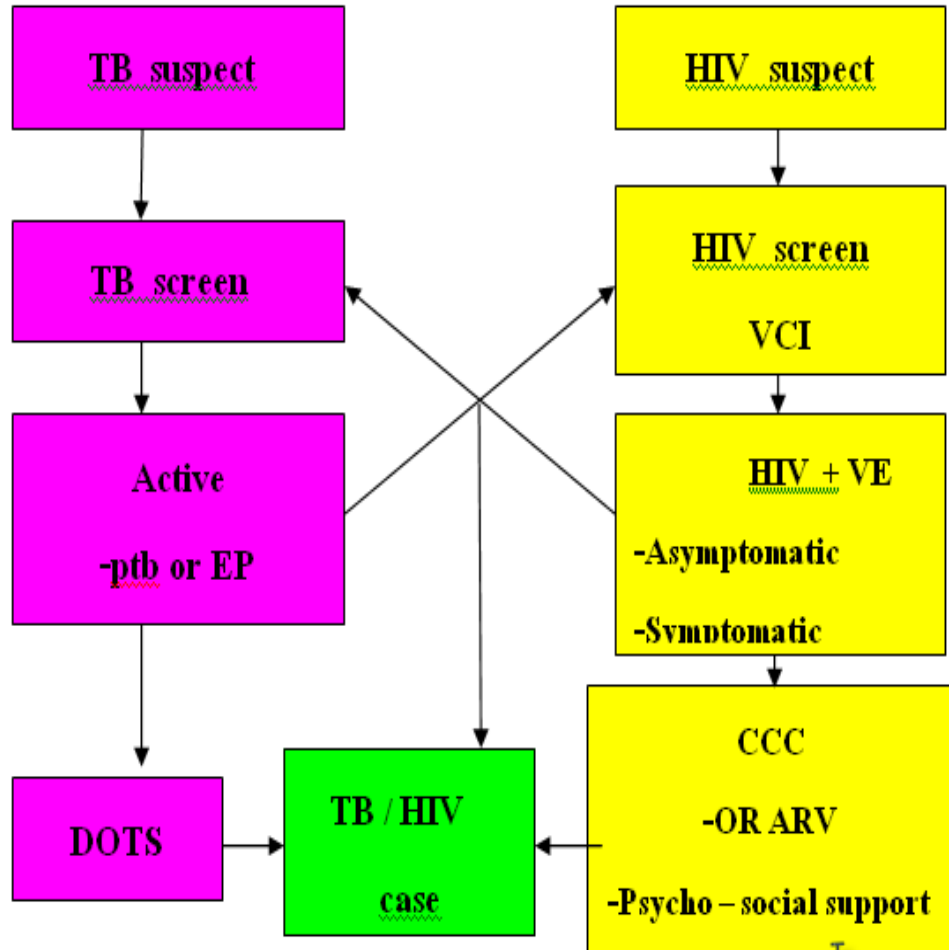 TB suspect
TB screen
Active
-ptb or EP
DOTS
TB / HIV
case
HIV suspect
HIV screen
VCI
HIV + VE
-Asymptomatic
-Symptomatic
CCC
-OR ARV
-Psycho – social support